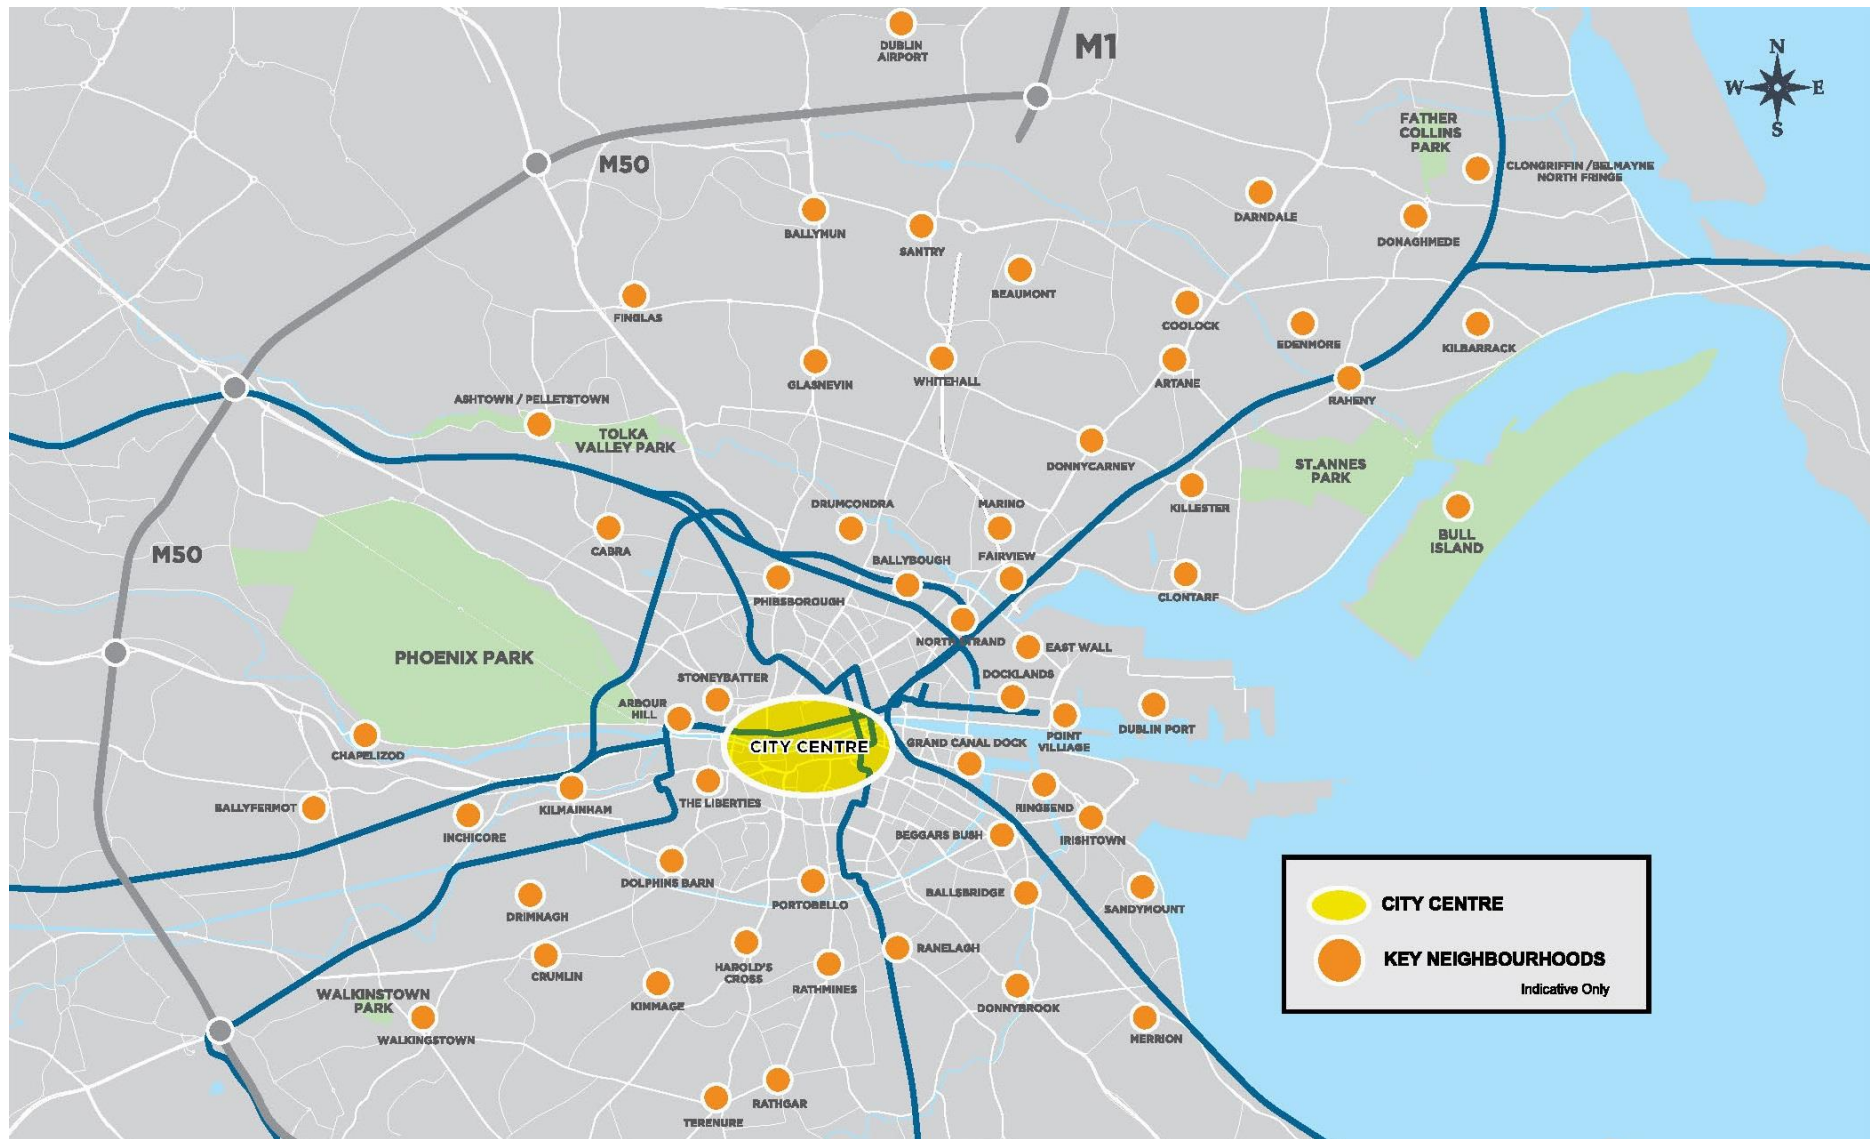 DUBLIN
AIRPORT
M1
N
W
E
S
FATHER
COLLINS
PARK
M50
CLONGRIFFIN /BELMAYNE
NORTH FRINGE
DARNDALE
BALLYMUN
SANTRY
DONAGHMEDE
BEAUMONT
FINGLAS
COOLOCK
EDENMORE
KILBARRACK
GLASNEVIN
WHITEHALL
ARTANE
ASHTOWN / PELLETSTOWN
RAHENY
TOLKA
VALLEY PARK
DONNYCARNEY
ST.ANNES
PARK
DRUMCONDRA
MARINO
KILLESTER
BULL
ISLAND
M50
CABRA
BALLYBOUGH
FAIRVIEW
PHIBSBOROUGH
CLONTARF
NORTH STRAND
EAST WALL
PHOENIX PARK
STONEYBATTER
DOCKLANDS
ARBOUR
HILL
DUBLIN PORT
POINT
VILLIAGE
CITY CENTRE
GRAND CANAL DOCK
CHAPELIZOD
THE LIBERTIES
BALLYFERMOT
KILMAINHAM
RINGSEND
INCHICORE
BEGGARS BUSH
IRISHTOWN
DOLPHINS BARN
BALLSBRIDGE
PORTOBELLO
SANDYMOUNT
DRIMNAGH
CITY CENTRE
KEY NEIGHBOURHOODS
Indicative Only
RANELAGH
CRUMLIN
HAROLD'S
CROSS
RATHMINES
WALKINSTOWN
PARK
KIMMAGE
DONNYBROOK
WALKINGSTOWN
MERRION
RATHGAR
TERENURE